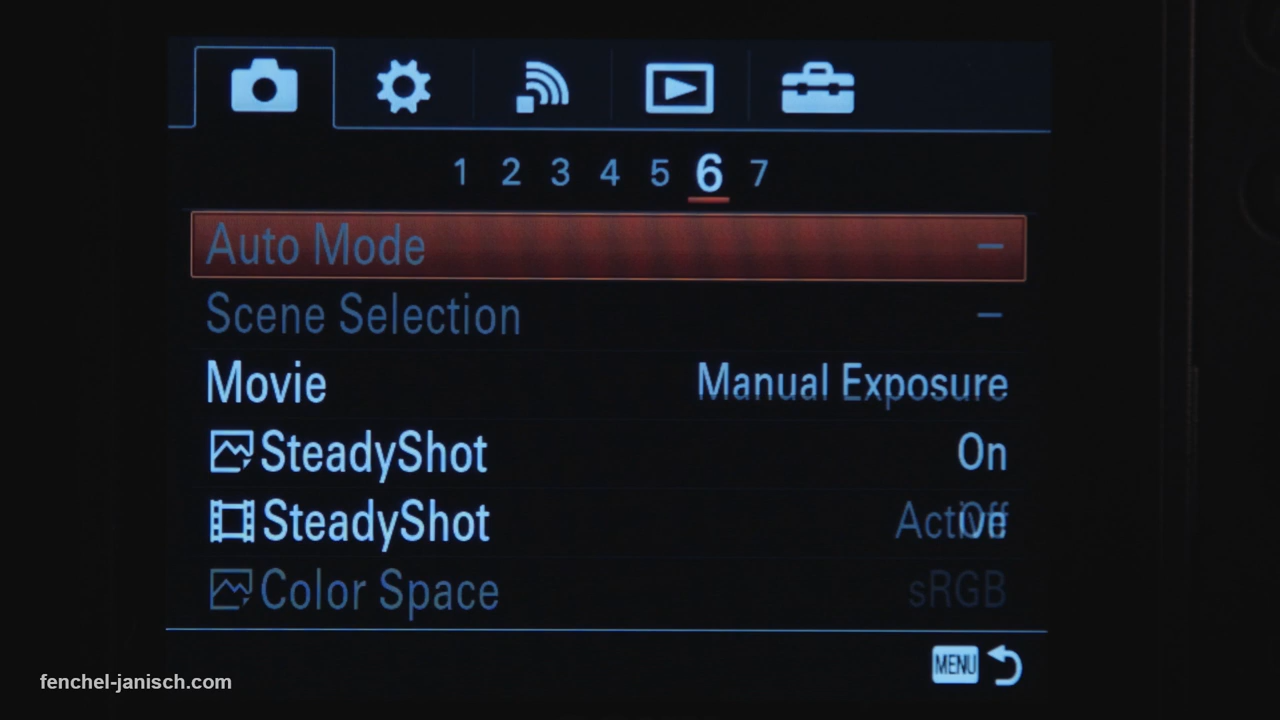 1 2 3 4 5 6 7
Auto Mode –
Scene Selection –
Movie Manual Exposure
SteadyShot On
SteadyShot Active
Color Space sRGB
MENU
fenchel-janisch.com